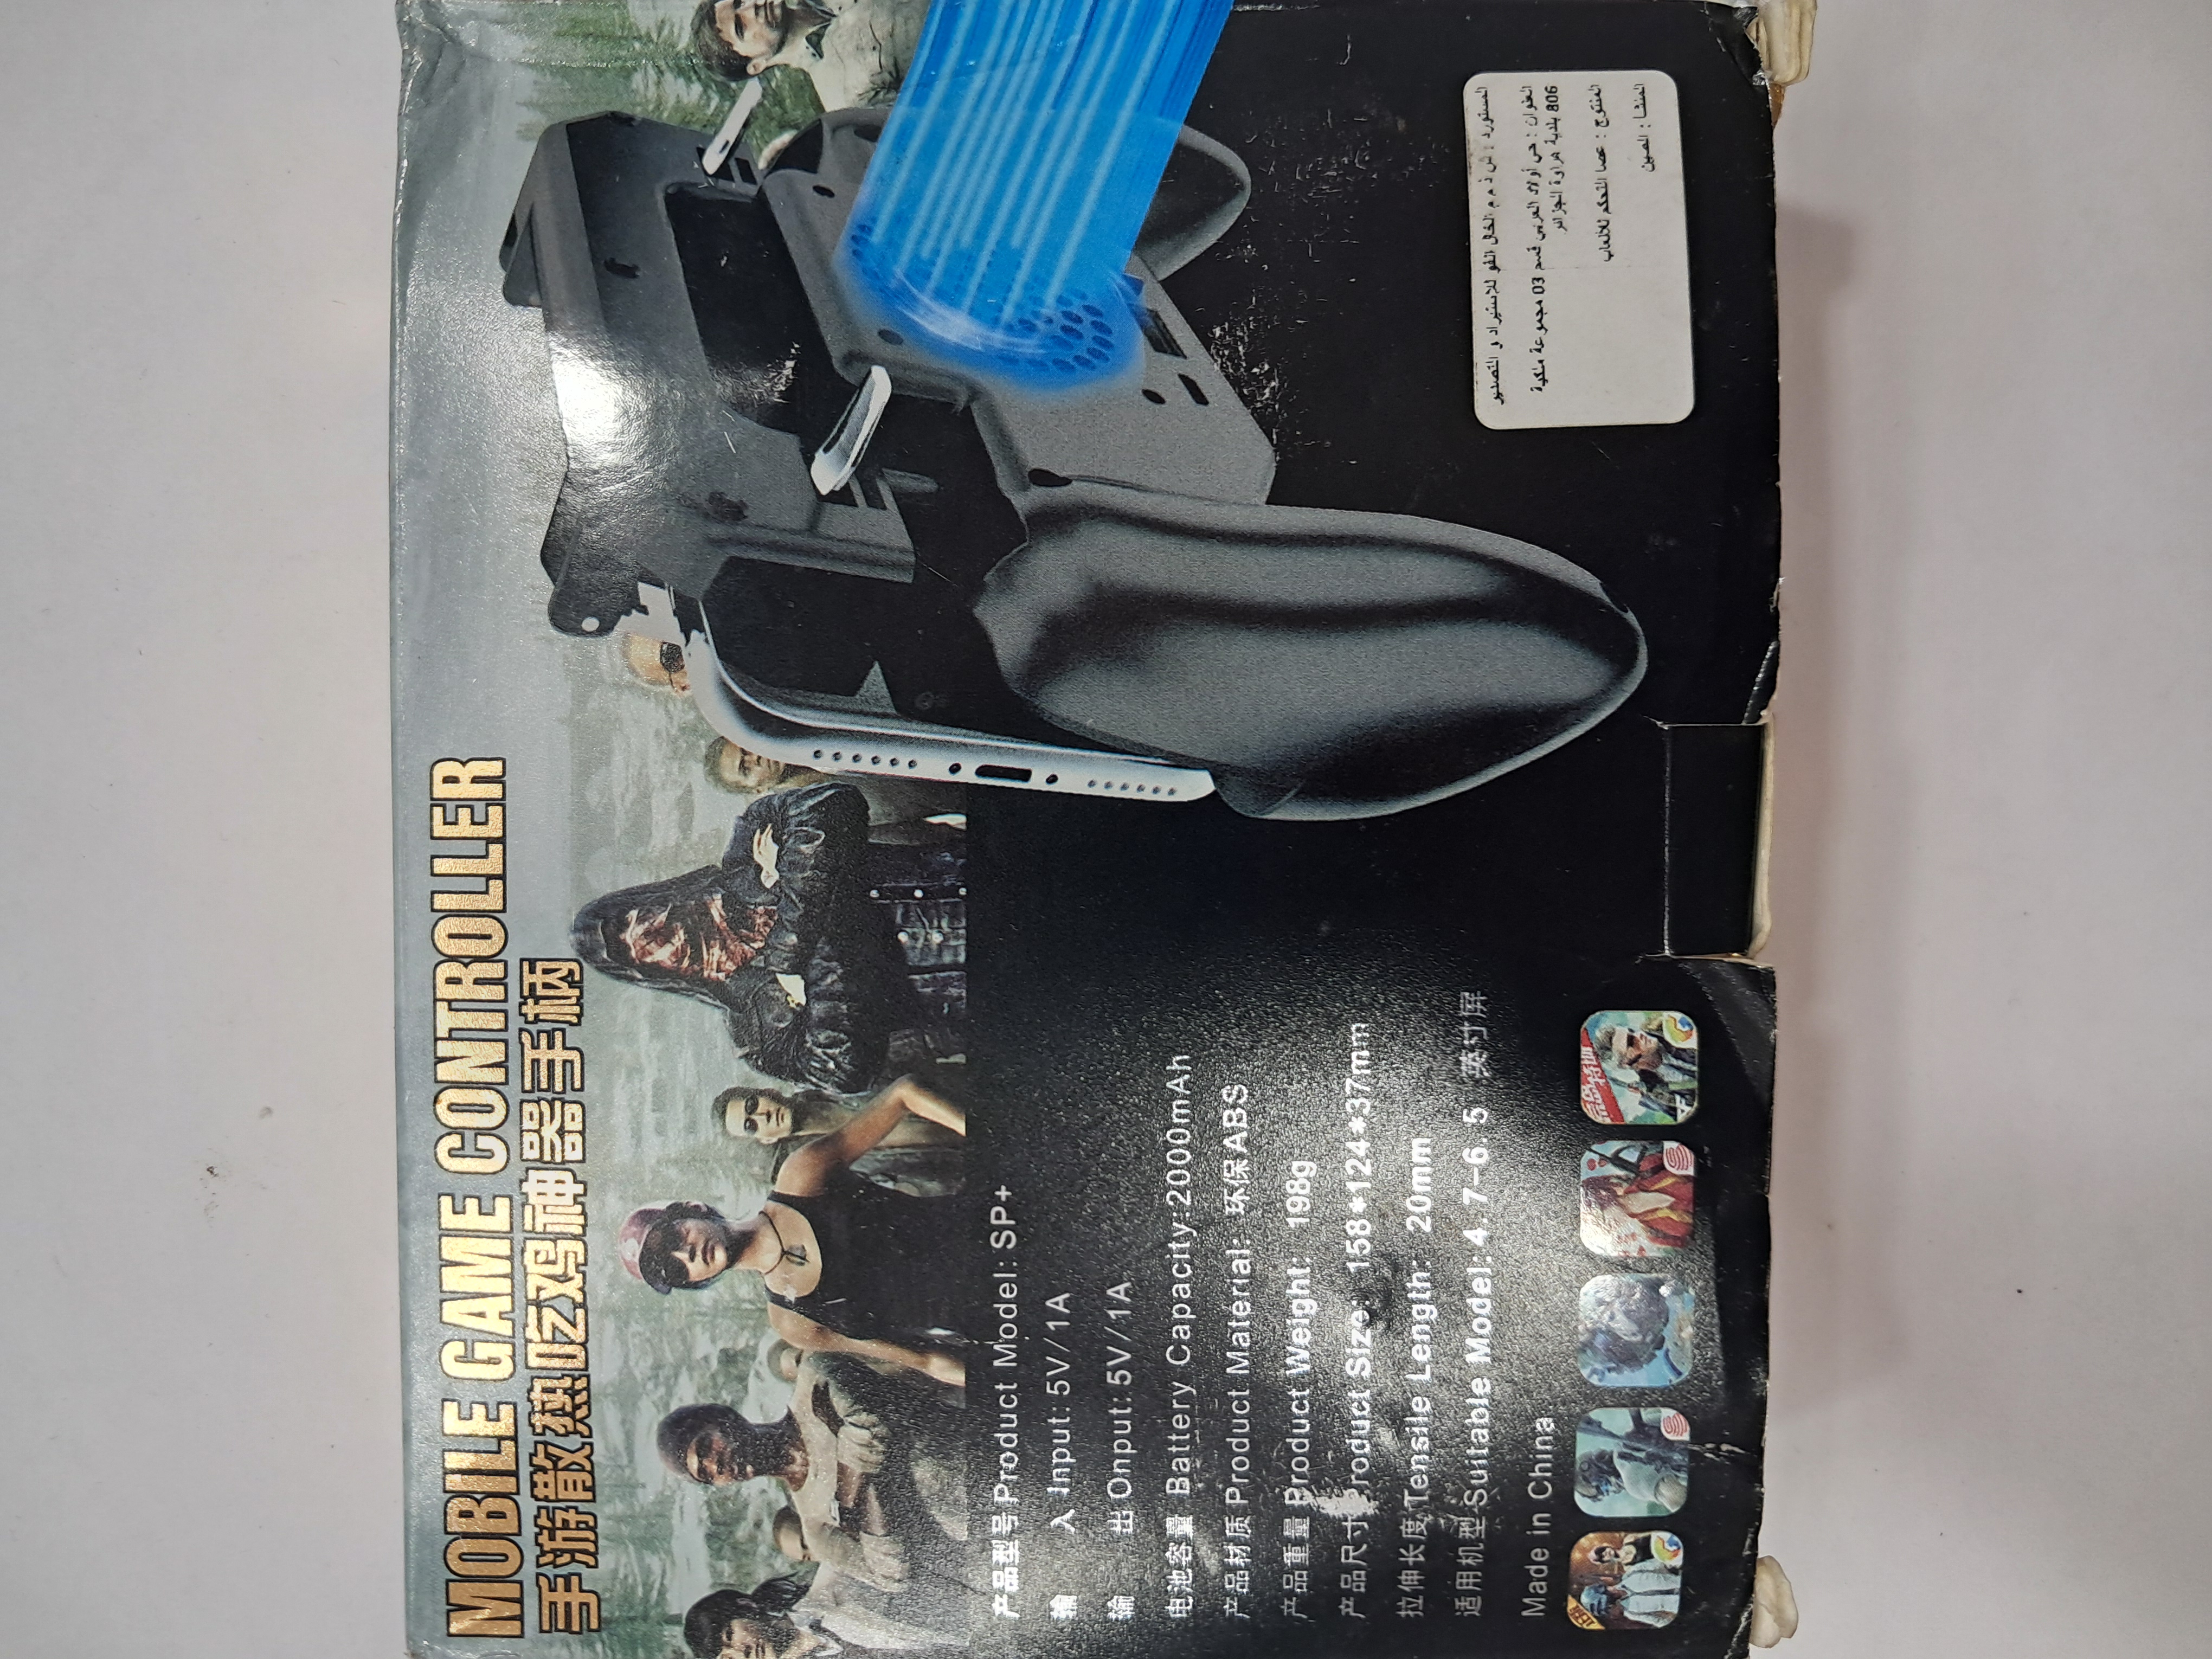 MOBILE GAME CONTROLLER
手游散热吃鸡神器手柄
产品型号 Product Model: SP+
输 入 Input: 5V/1A
输 出 Onput: 5V/1A
电池容量 Battery Capacity:2000mAh
产品材质 Product Material: 环保ABS
产品重量 Product Weight: 198g
产品尺寸 Product Size: 158*124*37mm
拉伸长度 Tensile Length: 20mm
适用机型 Suitable Model: 4.7-6.5 英寸屏
Made in China
المستورد : ش ذ م م الخال الفو للإستيراد و التصدير
العنوان : حي أولاد العربي قسم 03 مجموعة ملكية
806 بلدية هراوة الجزائر
المنتوج : عصا التحكم للألعاب
المنشأ : الصين